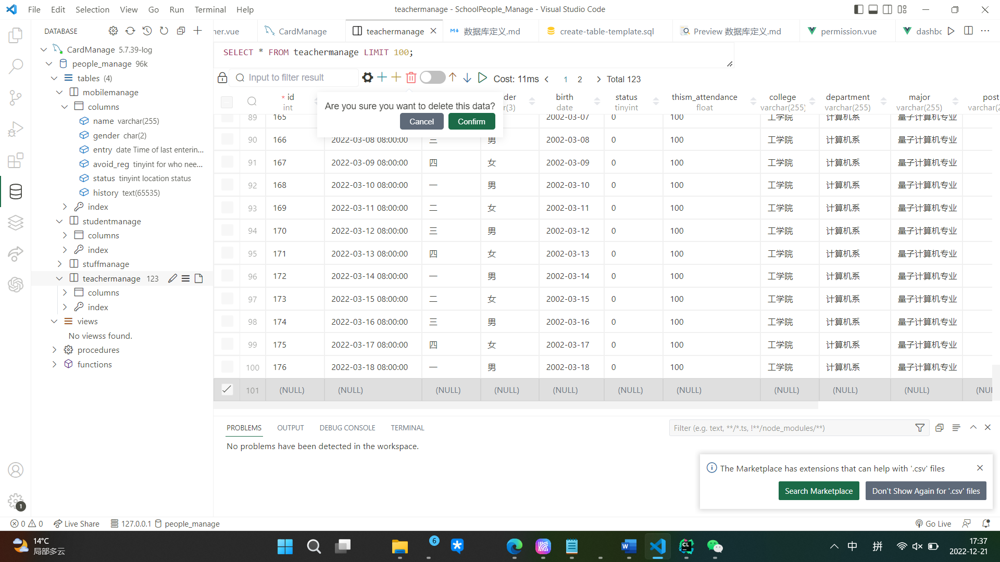 File Edit Selection View Go Run Terminal Help
teachermanage - SchoolPeople_Manage - Visual Studio Code
DATABASE
ner.vue
CardManage
teachermanage
数据库定义.md
create-table-template.sql
Preview 数据库定义.md
permission.vue
dashbo
CardManage 5.7.39-log
people_manage 96k
tables (4)
mobilemanage
columns
name varchar(255)
gender char(2)
entry date Time of last enterin...
avoid_reg tinyint for who nee...
status tinyint location status
history text(65535)
index
studentmanage
columns
index
stuffmanage
teachermanage 123
columns
index
views
No viewss found.
procedures
functions
SELECT * FROM teachermanage LIMIT 100;
Input to filter result
Cost: 11ms 1 2 Total 123
Are you sure you want to delete this data?
Cancel Confirm
* id der birth status thism_attendance college department major post
int r(3) date tinyint float varchar(255) varchar(255) varchar(255) varchar(2
89 165 2002-03-07 0 100 工学院 计算机系 量子计算机专业
90 166 2022-03-08 08:00:00 三 男 2002-03-08 0 100 工学院 计算机系 量子计算机专业
91 167 2022-03-09 08:00:00 四 女 2002-03-09 0 100 工学院 计算机系 量子计算机专业
92 168 2022-03-10 08:00:00 一 男 2002-03-10 0 100 工学院 计算机系 量子计算机专业
93 169 2022-03-11 08:00:00 二 女 2002-03-11 0 100 工学院 计算机系 量子计算机专业
94 170 2022-03-12 08:00:00 三 男 2002-03-12 0 100 工学院 计算机系 量子计算机专业
95 171 2022-03-13 08:00:00 四 女 2002-03-13 0 100 工学院 计算机系 量子计算机专业
96 172 2022-03-14 08:00:00 一 男 2002-03-14 0 100 工学院 计算机系 量子计算机专业
97 173 2022-03-15 08:00:00 二 女 2002-03-15 0 100 工学院 计算机系 量子计算机专业
98 174 2022-03-16 08:00:00 三 男 2002-03-16 0 100 工学院 计算机系 量子计算机专业
99 175 2022-03-17 08:00:00 四 女 2002-03-17 0 100 工学院 计算机系 量子计算机专业
100 176 2022-03-18 08:00:00 一 男 2002-03-18 0 100 工学院 计算机系 量子计算机专业
101 (NULL) (NULL) (NULL) (NULL) (NULL) (NULL) (NULL) (NULL) (NULL) (NULL) (NUL
PROBLEMS OUTPUT DEBUG CONSOLE TERMINAL
Filter (e.g. text, **/*.ts, !**/node_modules/**)
No problems have been detected in the workspace.
The Marketplace has extensions that can help with '.csv' files
Search Marketplace Don't Show Again for '.csv' files
1
0 0 Live Share 127.0.0.1 people_manage Go Live
14°C
局部多云
6
W
CL
中 拼
17:37
2022-12-21